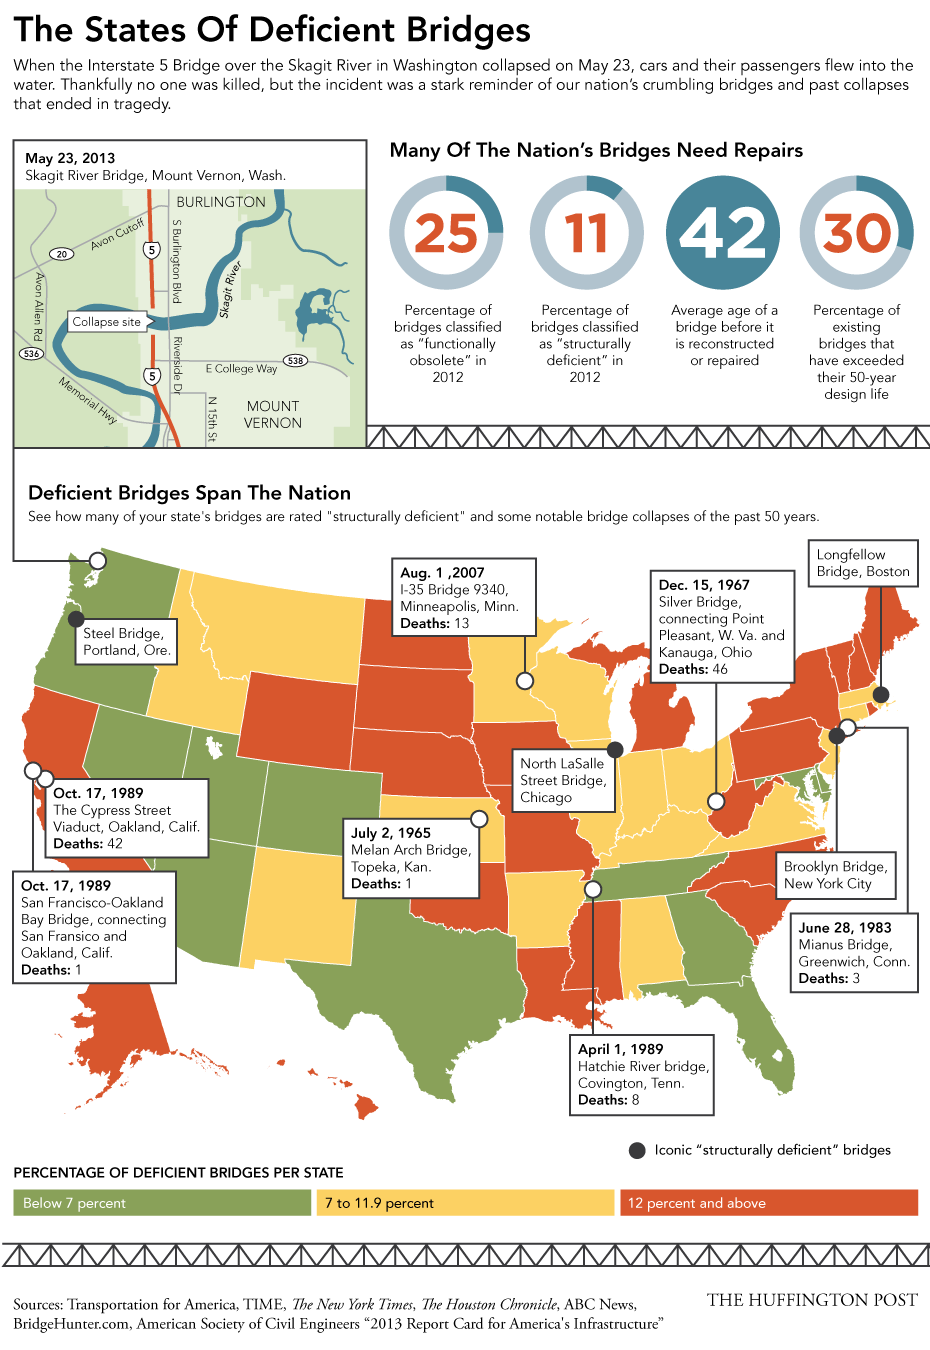 The States Of Deficient Bridges
When the Interstate 5 Bridge over the Skagit River in Washington collapsed on May 23, cars and their passengers flew into the
water. Thankfully no one was killed, but the incident was a stark reminder of our nation's crumbling bridges and past collapses
that ended in tragedy.
May 23, 2013
Skagit River Bridge, Mount Vernon, Wash.
BURLINGTON
Avon Cutoff
20
5
S Burlington Blvd
Skagit River
Avon Allen Rd
Collapse site
536
5
Riverside Dr
538
E College Way
Memorial Hwy
N 15th St
MOUNT
VERNON
Many Of The Nation's Bridges Need Repairs
25
Percentage of
bridges classified
as "functionally
obsolete" in
2012
11
Percentage of
bridges classified
as "structurally
deficient" in
2012
42
Average age of a
bridge before it
is reconstructed
or repaired
30
Percentage of
existing
bridges that
have exceeded
their 50-year
design life
Deficient Bridges Span The Nation
See how many of your state's bridges are rated "structurally deficient" and some notable bridge collapses of the past 50 years.
Longfellow
Bridge, Boston
Aug. 1 ,2007
I-35 Bridge 9340,
Minneapolis, Minn.
Deaths: 13
Dec. 15, 1967
Silver Bridge,
connecting Point
Pleasant, W. Va. and
Kanauga, Ohio
Deaths: 46
Steel Bridge,
Portland, Ore.
North LaSalle
Street Bridge,
Chicago
Oct. 17, 1989
The Cypress Street
Viaduct, Oakland, Calif.
Deaths: 42
July 2, 1965
Melan Arch Bridge,
Topeka, Kan.
Deaths: 1
Brooklyn Bridge,
New York City
Oct. 17, 1989
San Francisco-Oakland
Bay Bridge, connecting
San Fransico and
Oakland, Calif.
Deaths: 1
June 28, 1983
Mianus Bridge,
Greenwich, Conn.
Deaths: 3
April 1, 1989
Hatchie River bridge,
Covington, Tenn.
Deaths: 8
Iconic "structurally deficient" bridges
PERCENTAGE OF DEFICIENT BRIDGES PER STATE
Below 7 percent
7 to 11.9 percent
12 percent and above
Sources: Transportation for America, TIME, The New York Times, The Houston Chronicle, ABC News,
BridgeHunter.com, American Society of Civil Engineers "2013 Report Card for America's Infrastructure"
THE HUFFINGTON POST